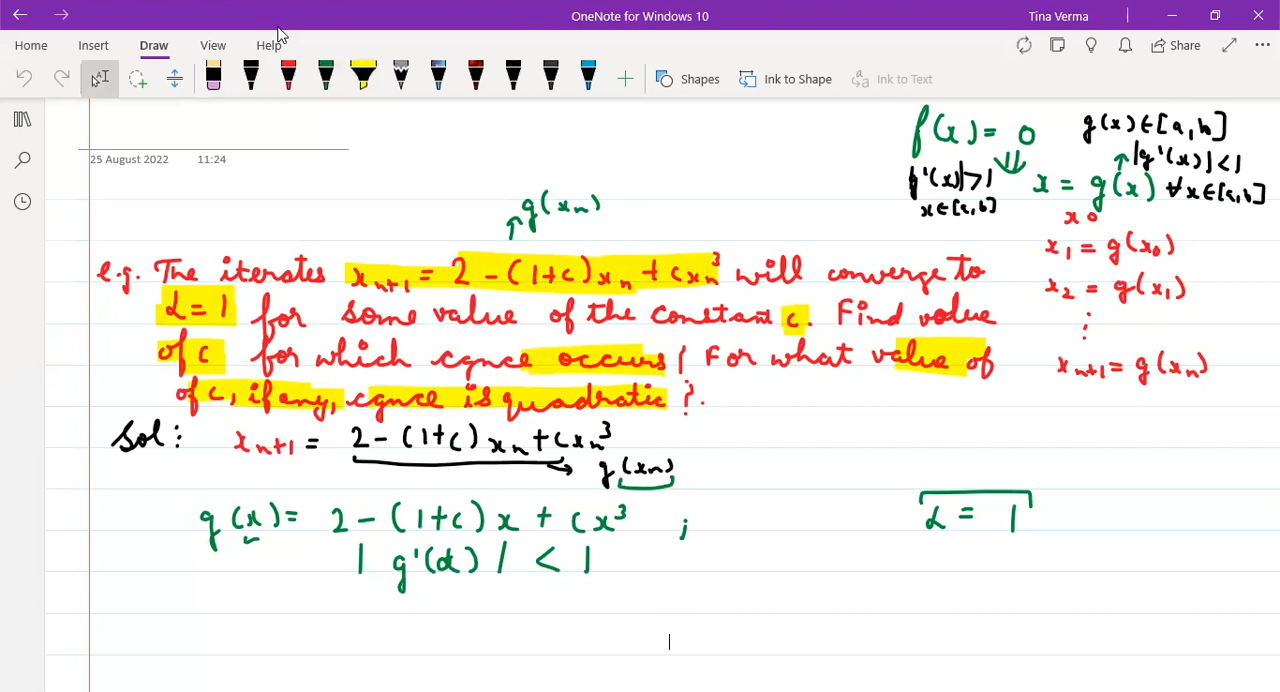 OneNote for Windows 10
Tina Verma
Home Insert Draw View Help
Share
Shapes
Ink to Shape
Ink to Text
25 August 2022 11:24
f(x) = 0
⇓
x = g(x)
g(x) ∈ [a, b]
↑ |g'(x)| < 1
∀ x ∈ [a, b]
|g'(x)| > 1
x ∈ [a, b]
x0
x1 = g(x0)
x2 = g(x1)
⋮
xn+1 = g(xn)
↑ g(xn)
e.g. The iterates xn+1 = 2 - (1+c) xn + cxn³ will converge to
α = 1 for some value of the constant c. Find value
of c for which cgnce occurs / For what value of
of c, if any, cgnce is quadratic ?.
Sol: xn+1 = 2 - (1+c) xn + cxn³
→ g(xn)
g(x) = 2 - (1+c) x + cx³ ;
α = 1
| g'(α) | < 1